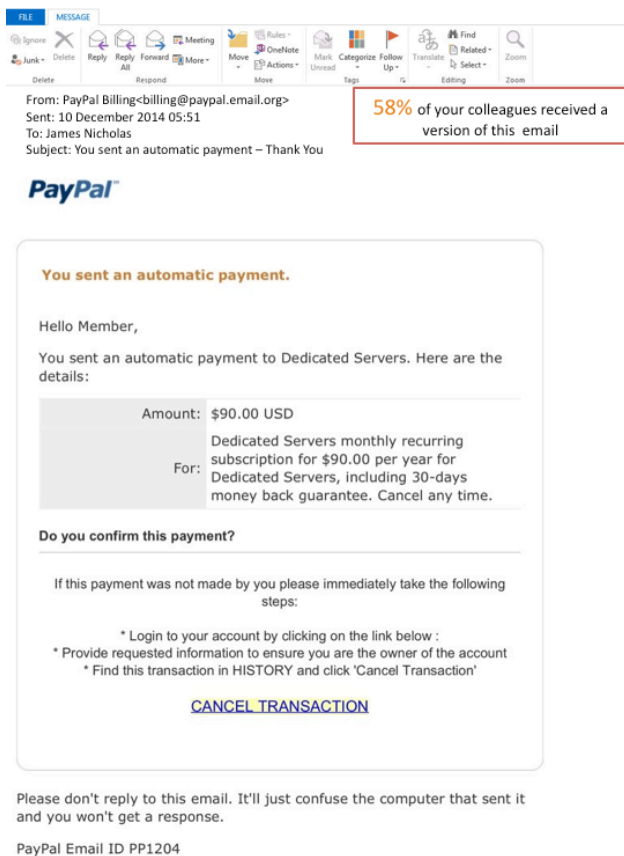 FILE MESSAGE
Ignore
Junk
Delete
Reply
Reply All
Forward
Meeting
More
Move
Rules
OneNote
Actions
Mark Unread
Categorize
Follow Up
Translate
Find
Related
Select
Zoom
Delete Respond Move Tags Editing Zoom
From: PayPal Billing<billing@paypal.email.org>
Sent: 10 December 2014 05:51
To: James Nicholas
Subject: You sent an automatic payment – Thank You
58% of your colleagues received a
version of this email
PayPal™
You sent an automatic payment.
Hello Member,
You sent an automatic payment to Dedicated Servers. Here are the
details:
Amount: $90.00 USD
For: Dedicated Servers monthly recurring
subscription for $90.00 per year for
Dedicated Servers, including 30-days
money back guarantee. Cancel any time.
Do you confirm this payment?
If this payment was not made by you please immediately take the following
steps:
* Login to your account by clicking on the link below :
* Provide requested information to ensure you are the owner of the account
* Find this transaction in HISTORY and click 'Cancel Transaction'
CANCEL TRANSACTION
Please don't reply to this email. It'll just confuse the computer that sent it
and you won't get a response.
PayPal Email ID PP1204